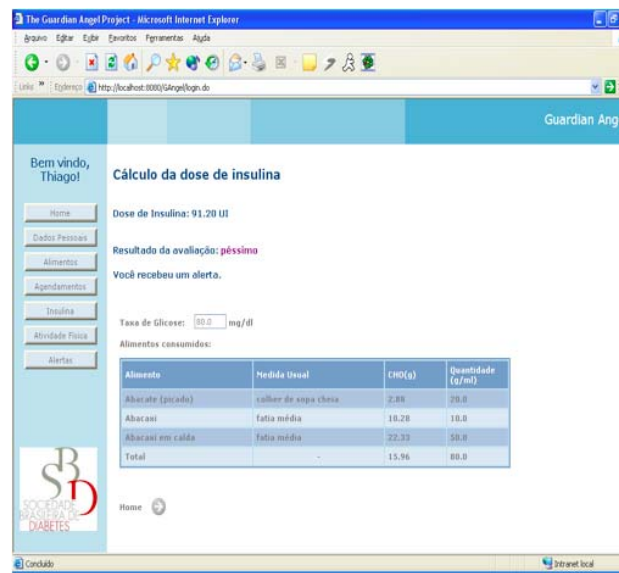 The Guardian Angel Project - Microsoft Internet Explorer
Arquivo Editar Exibir Favoritos Ferramentas Ajuda
Links » Endereço http://localhost:8080/GAngel/login.do
Guardian Ang
Bem vindo,
Thiago!
Cálculo da dose de insulina
Home
Dose de Insulina: 91.20 UI
Dados Pessoais
Alimentos
Resultado da avaliação: péssimo
Agendamentos
Você recebeu um alerta.
Insulina
Atividade Física
Alertas
Taxa de Glicose: 80.0 mg/dl
Alimentos consumidos:
Alimento Medida Usual CHO(g) Quantidade (g/ml)
Abacate (picado) colher de sopa cheia 2.88 20.0
Abacaxi fatia média 10.28 10.0
Abacaxi em calda fatia média 22.33 50.0
Total - 15.96 80.0
SBD
SOCIEDADE
BRASILEIRA DE
DIABETES
Home
Concluído Intranet local